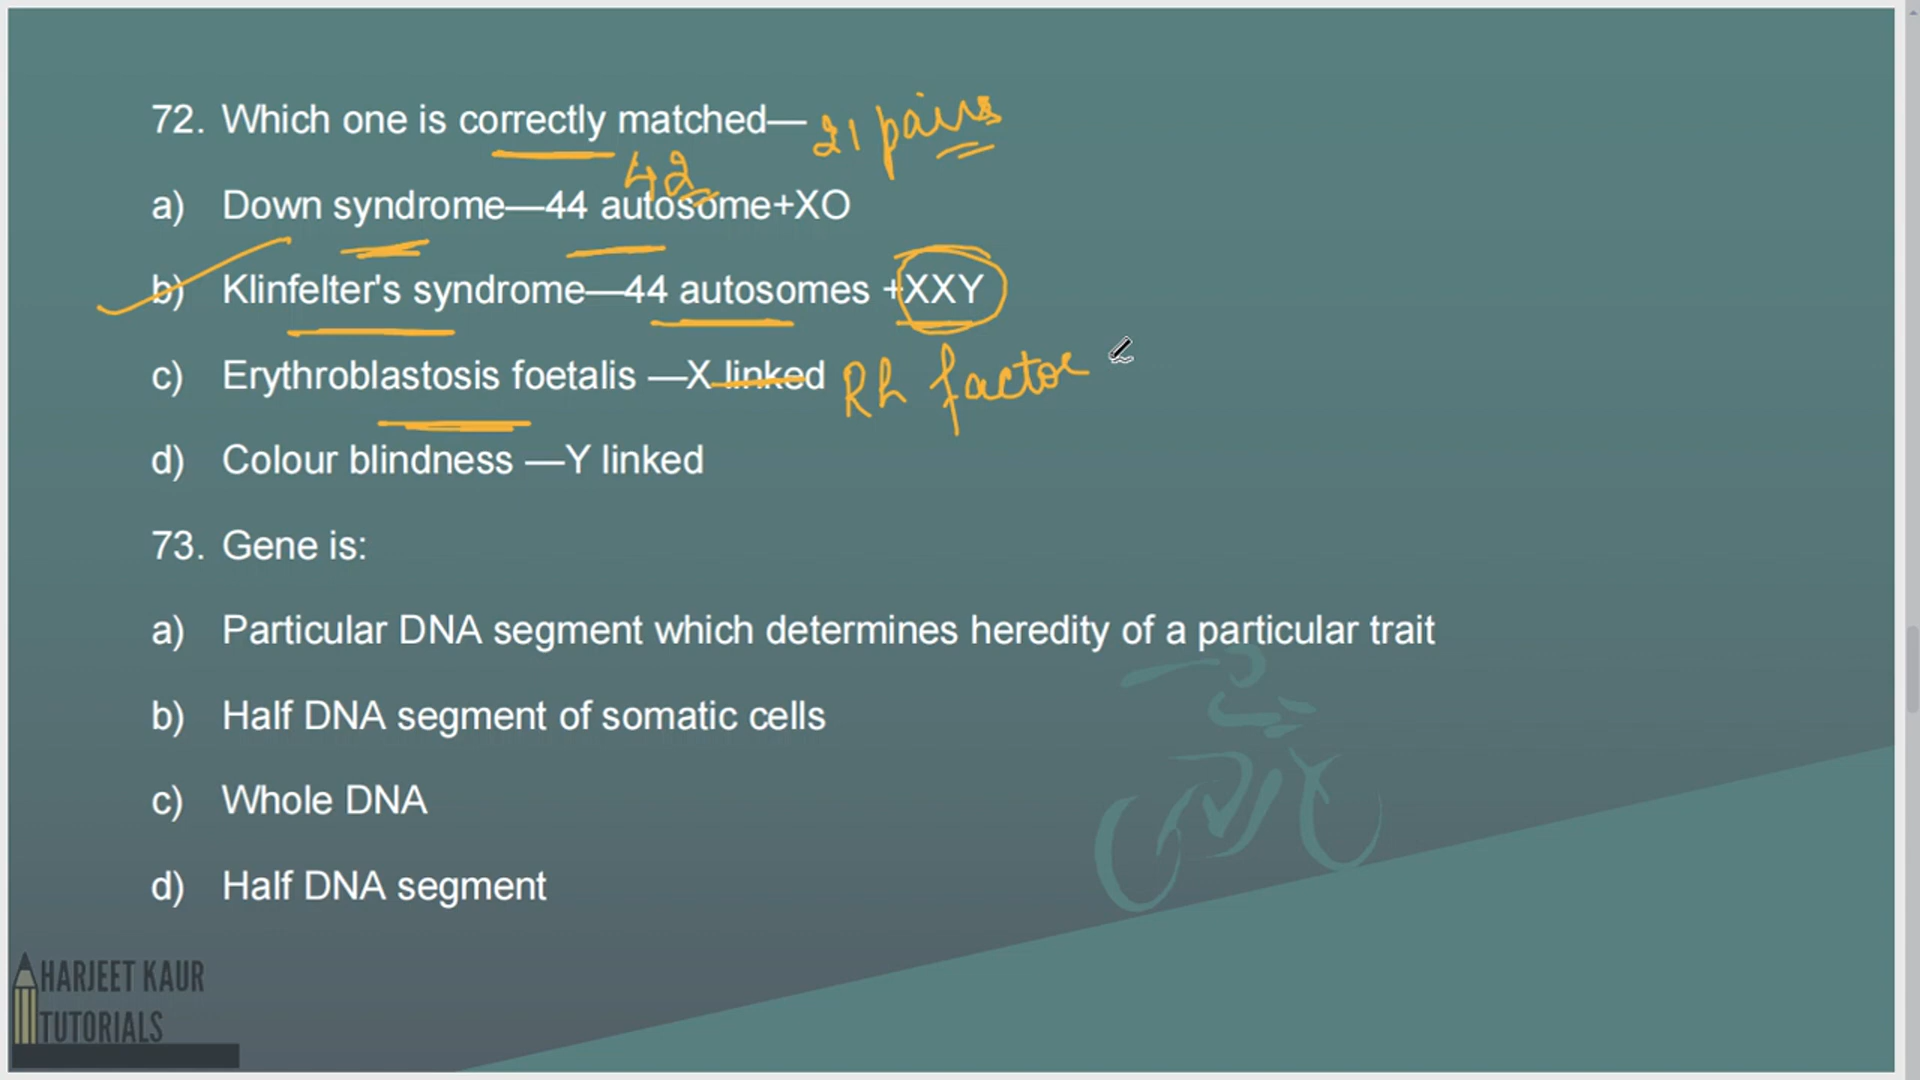 72. Which one is correctly matched— 21 pairs
42
a) Down syndrome—44 autosome+XO
b) Klinfelter's syndrome—44 autosomes +XXY
c) Erythroblastosis foetalis —X linked Rh factor
d) Colour blindness —Y linked
73. Gene is:
a) Particular DNA segment which determines heredity of a particular trait
b) Half DNA segment of somatic cells
c) Whole DNA
d) Half DNA segment
HARJEET KAUR
TUTORIALS